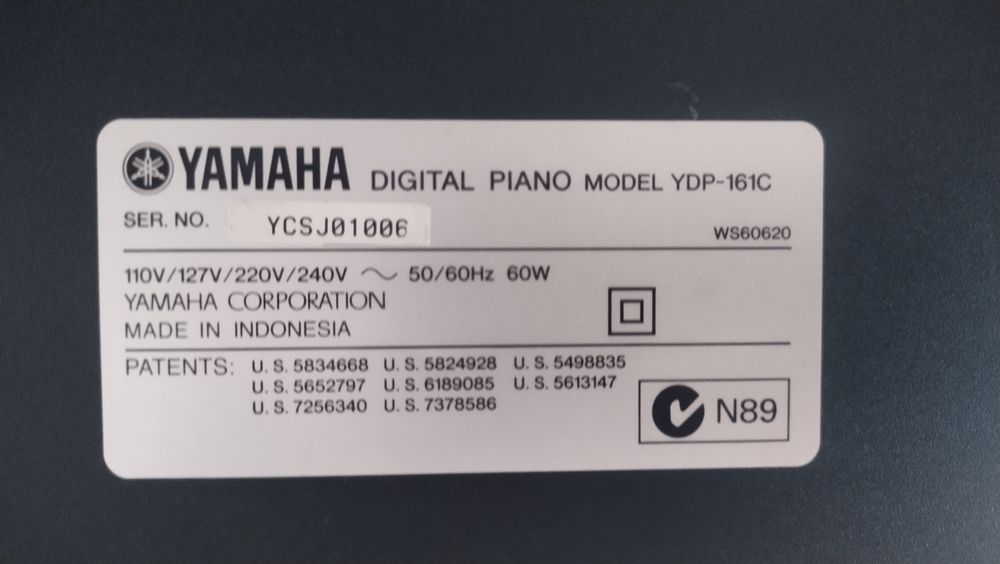 YAMAHA DIGITAL PIANO MODEL YDP-161C
SER. NO. YCSJ01006
WS60620
110V/127V/220V/240V ~ 50/60Hz 60W
YAMAHA CORPORATION
MADE IN INDONESIA
PATENTS: U. S. 5834668 U. S. 5824928 U. S. 5498835
U. S. 5652797 U. S. 6189085 U. S. 5613147
U. S. 7256340 U. S. 7378586
N89